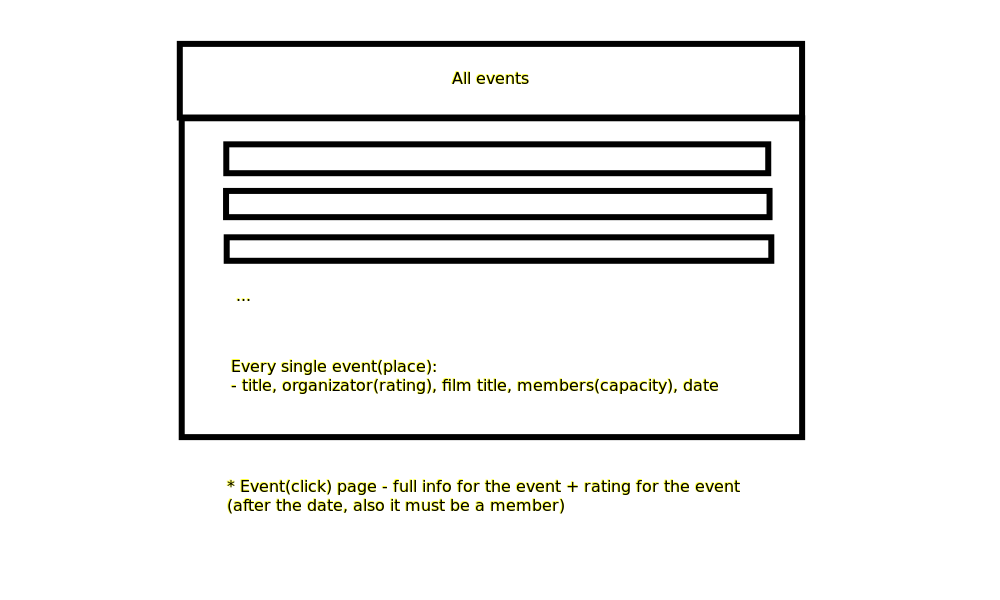 All events
...
Every single event(place):
- title, organizator(rating), film title, members(capacity), date
* Event(click) page - full info for the event + rating for the event
(after the date, also it must be a member)